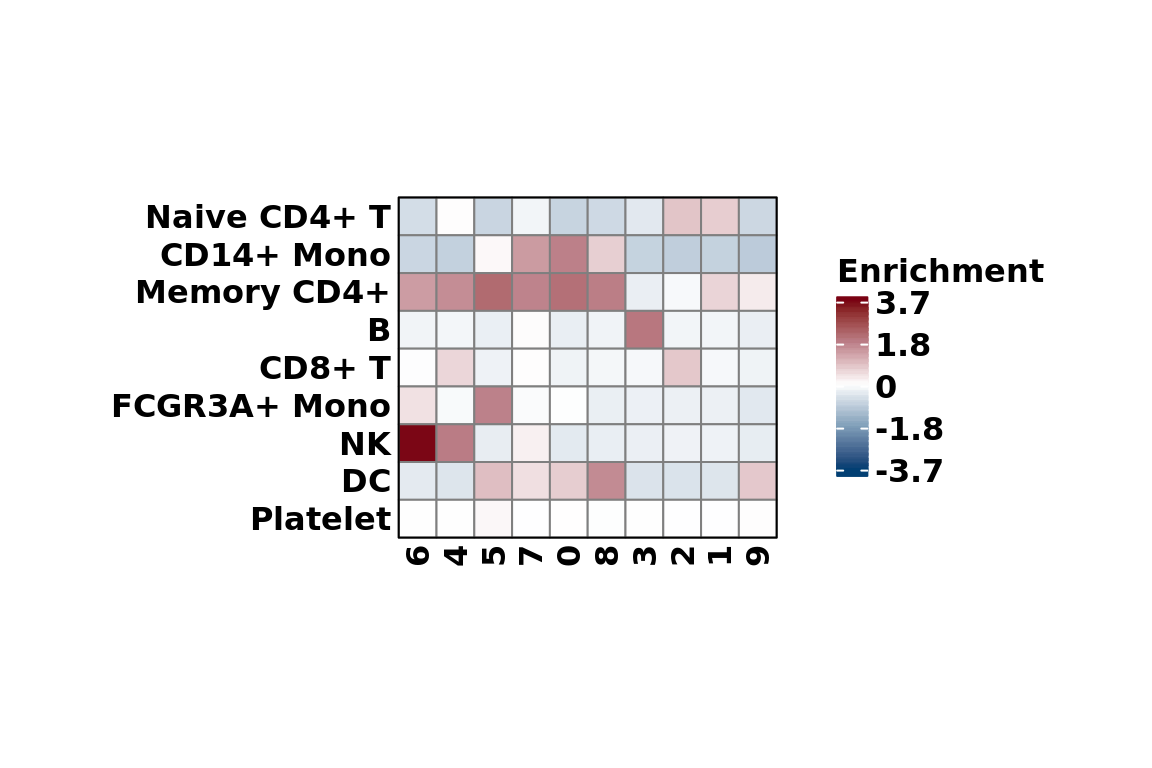 Naive CD4+ T
CD14+ Mono
Memory CD4+
B
CD8+ T
FCGR3A+ Mono
NK
DC
Platelet
6 4 5 7 0 8 3 2 1 9
Enrichment
3.7
1.8
0
-1.8
-3.7